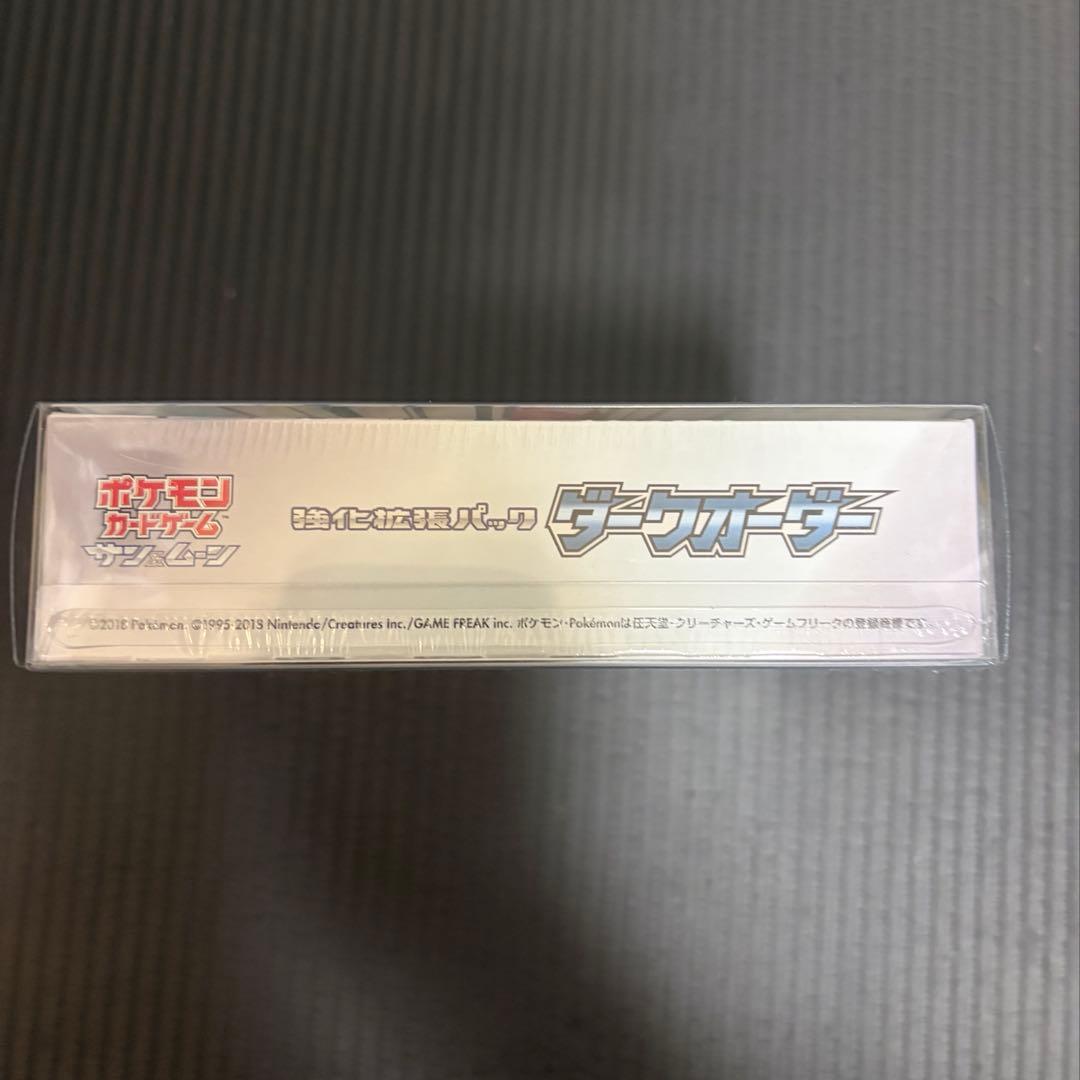 ポケモン
カードゲーム™
サン&ムーン
強化拡張パック ダークオーダー
©2018 Pokémon. ©1995-2018 Nintendo/Creatures Inc./GAME FREAK inc. ポケモン・Pokémonは任天堂・クリーチャーズ・ゲームフリークの登録商標です。